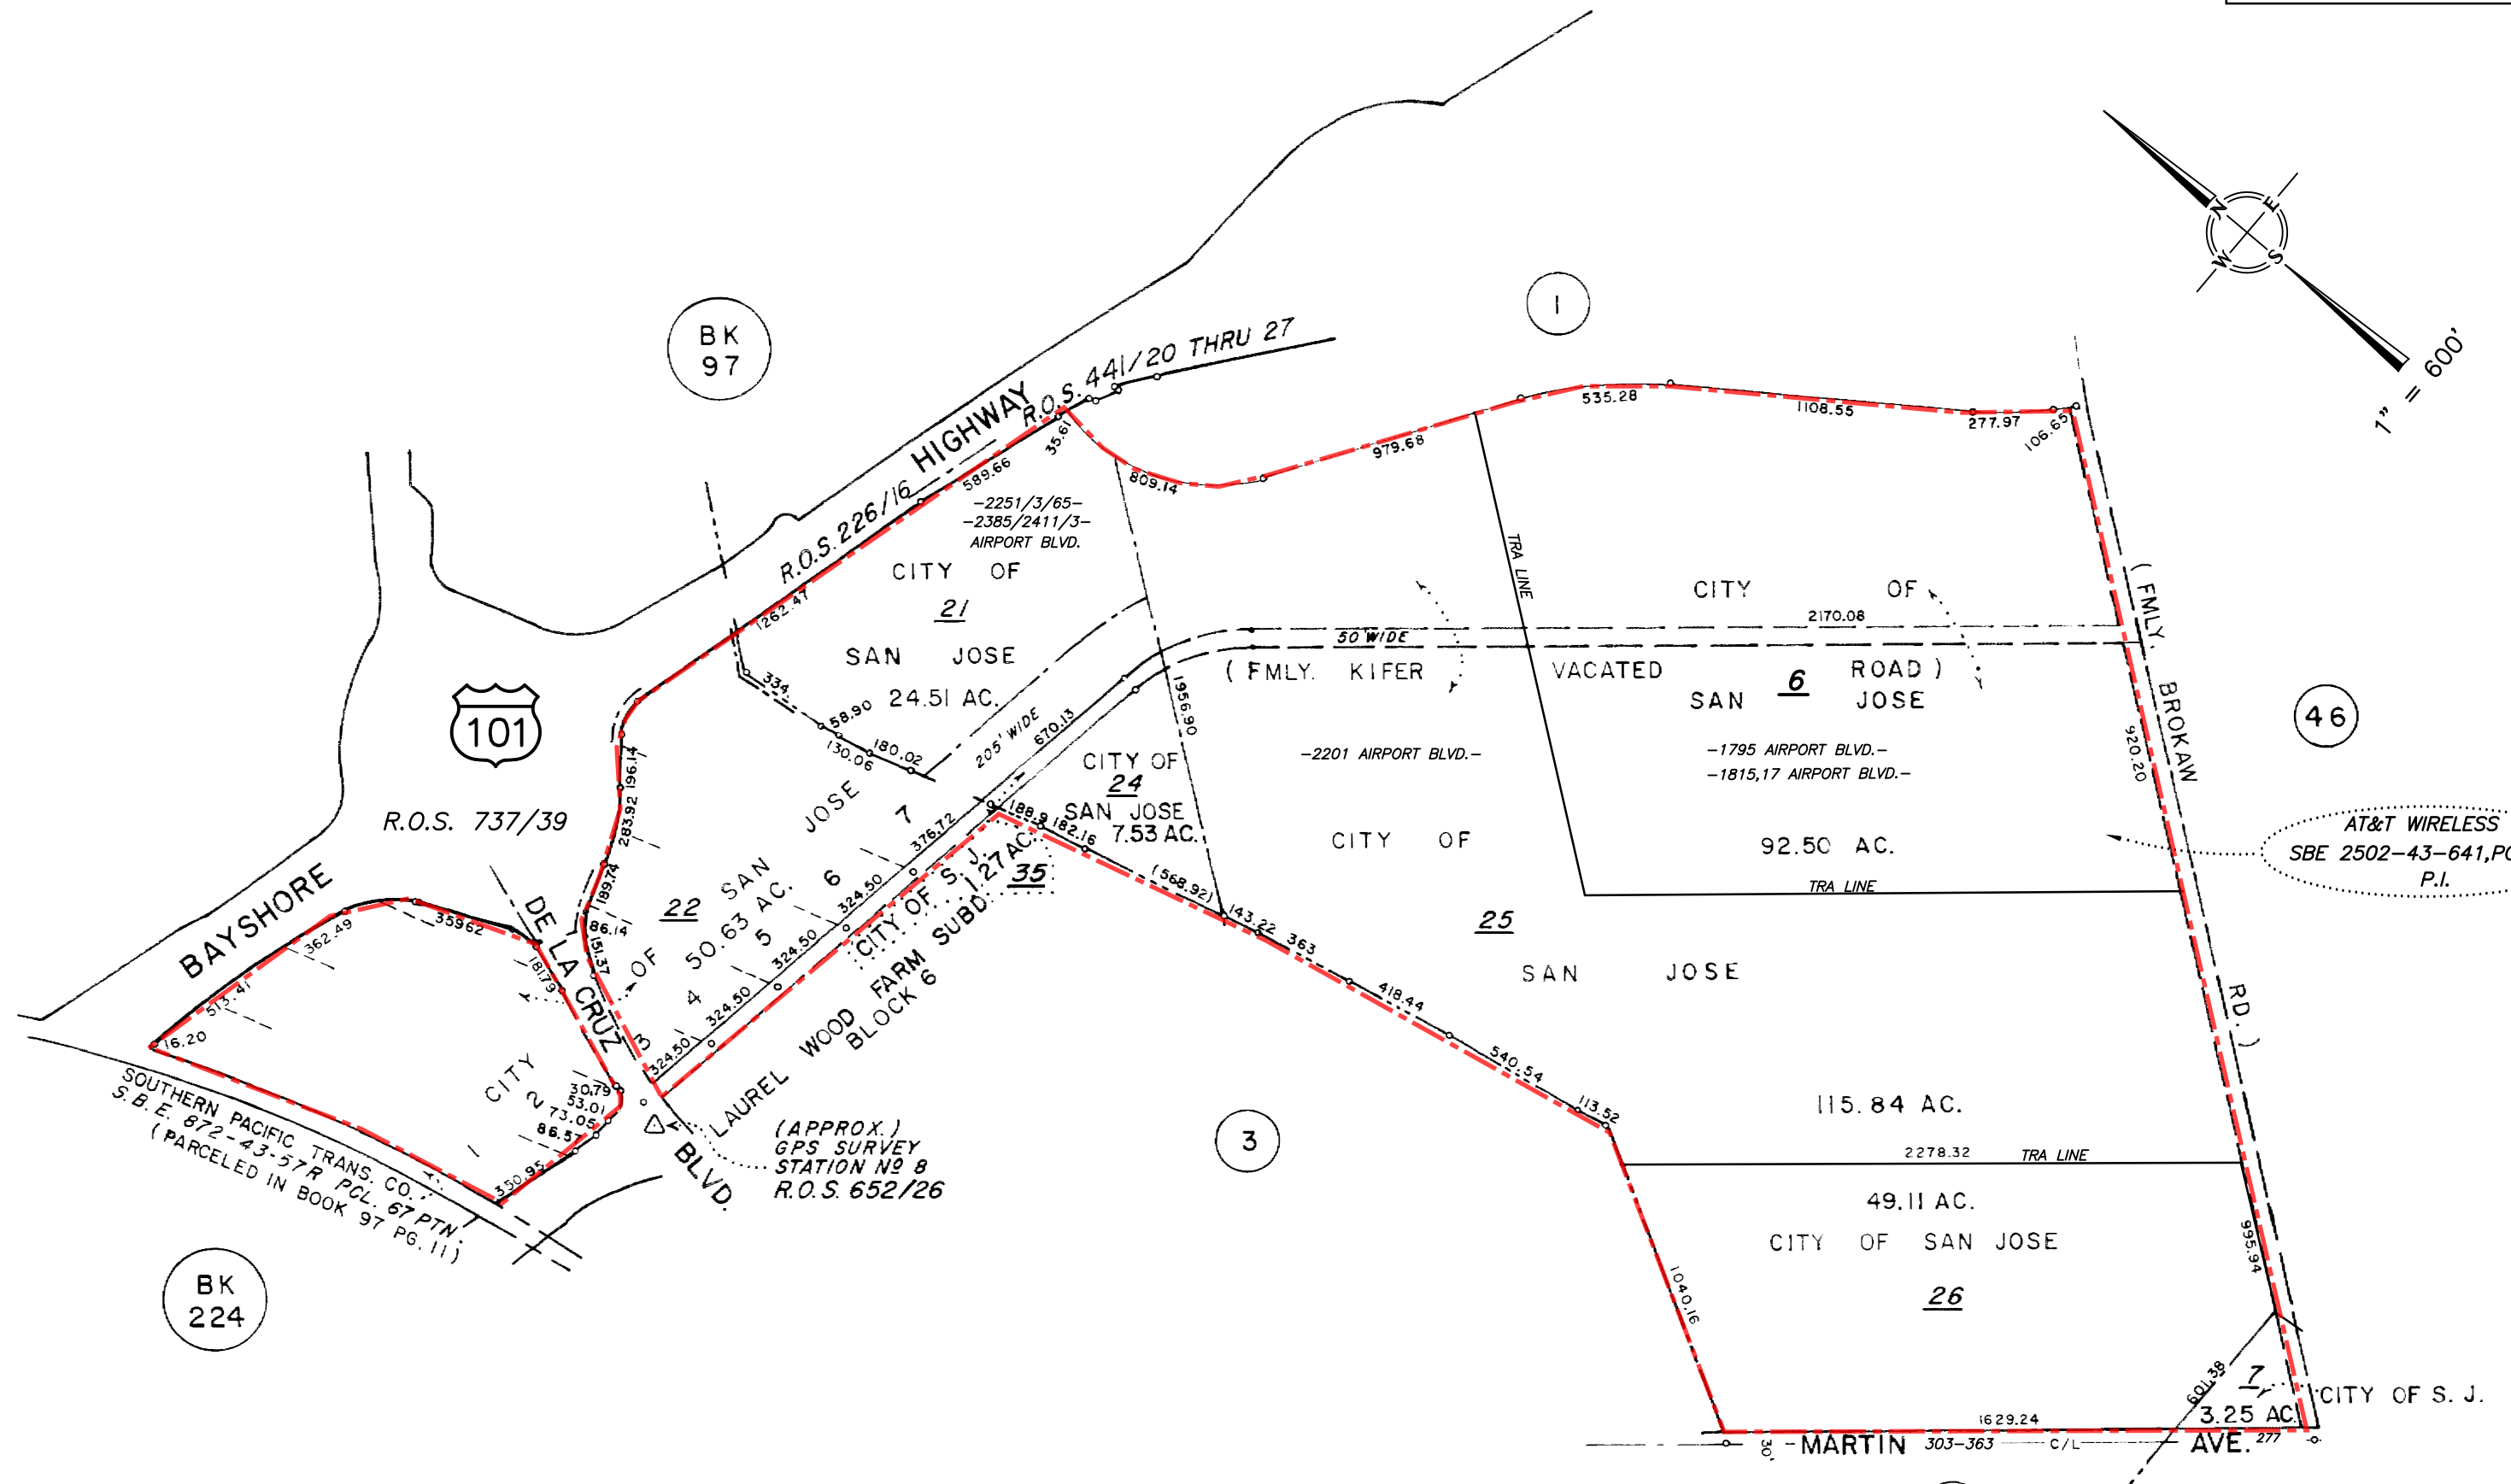 BK
97
1
N
E
W
S
1" = 600'
R.O.S. 441/20 THRU 27
HIGHWAY
R.O.S. 226/16
35.61
589.66
1262.47
809.14
979.68
535.28
1108.55
277.97
106.65
-2251/3/65-
-2385/2411/3-
AIRPORT BLVD.
CITY OF
21
SAN JOSE
24.51 AC.
TRA LINE
CITY OF
2170.08
50' WIDE
( FMLY. KIFER VACATED ROAD )
SAN 6 JOSE
( FMLY. BROKAW RD. )
46
101
R.O.S. 737/39
BAYSHORE
334.
58.90
130.06
180.02
205' WIDE
670.13
1956.90
196.14
283.92
189.74
86.14
151.37
-2201 AIRPORT BLVD.-
-1795 AIRPORT BLVD.-
-1815,17 AIRPORT BLVD.-
920.20
CITY OF
24
SAN JOSE
7.53 AC.
188.9
182.16
(568.92)
CITY OF
92.50 AC.
TRA LINE
AT&T WIRELESS
SBE 2502-43-641,PC
P.I.
CITY OF SAN JOSE
22
50.63 AC.
1
2
3
4
5
6
7
376.72
324.50
324.50
324.50
324.50
324.50
CITY OF S. J.
1.27 AC.
35
LAUREL WOOD FARM SUBD.
BLOCK 6
DE LA CRUZ
BLVD.
362.49
35962
181.79
513.41
16.20
30.79
53.01
73.05
86.57
350.95
SOUTHERN PACIFIC TRANS. CO.
S.B.E. 872-43-57R PCL. 67 PTN.
(PARCELED IN BOOK 97 PG. 11)
BK
224
(APPROX.)
GPS SURVEY
STATION Nº 8
R.O.S. 652/26
143.22
363
418.44
540.54
113.52
25
SAN JOSE
115.84 AC.
3
2278.32
TRA LINE
49.11 AC.
CITY OF SAN JOSE
26
1040.16
995.94
601.38
7
CITY OF S. J.
3.25 AC.
1629.24
30'
MARTIN 303-363 C/L AVE. 277